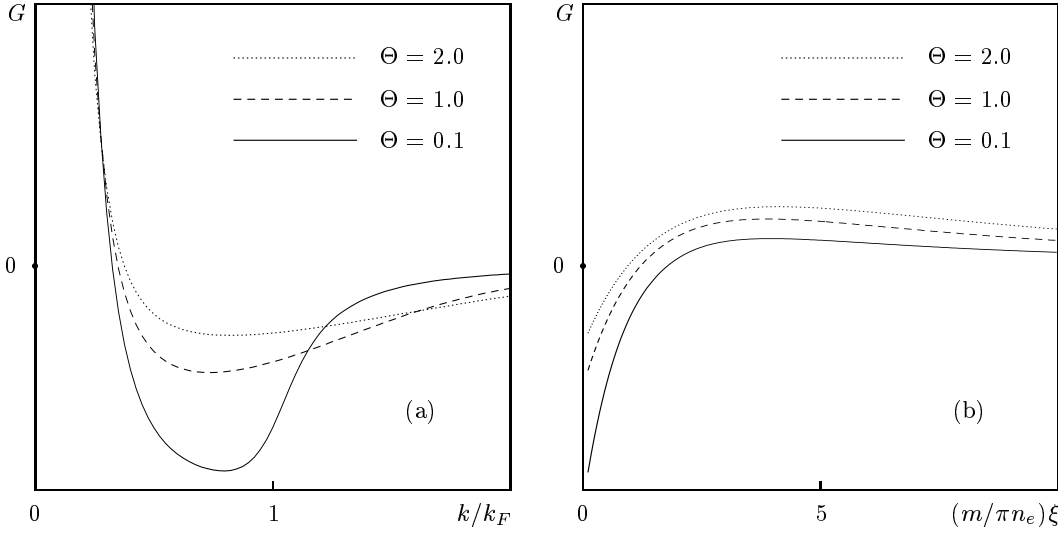 G
Θ = 2.0
Θ = 1.0
Θ = 0.1
0
(a)
0
1
k/k_F
G
Θ = 2.0
Θ = 1.0
Θ = 0.1
0
(b)
0
5
(m/πn_e)ξ